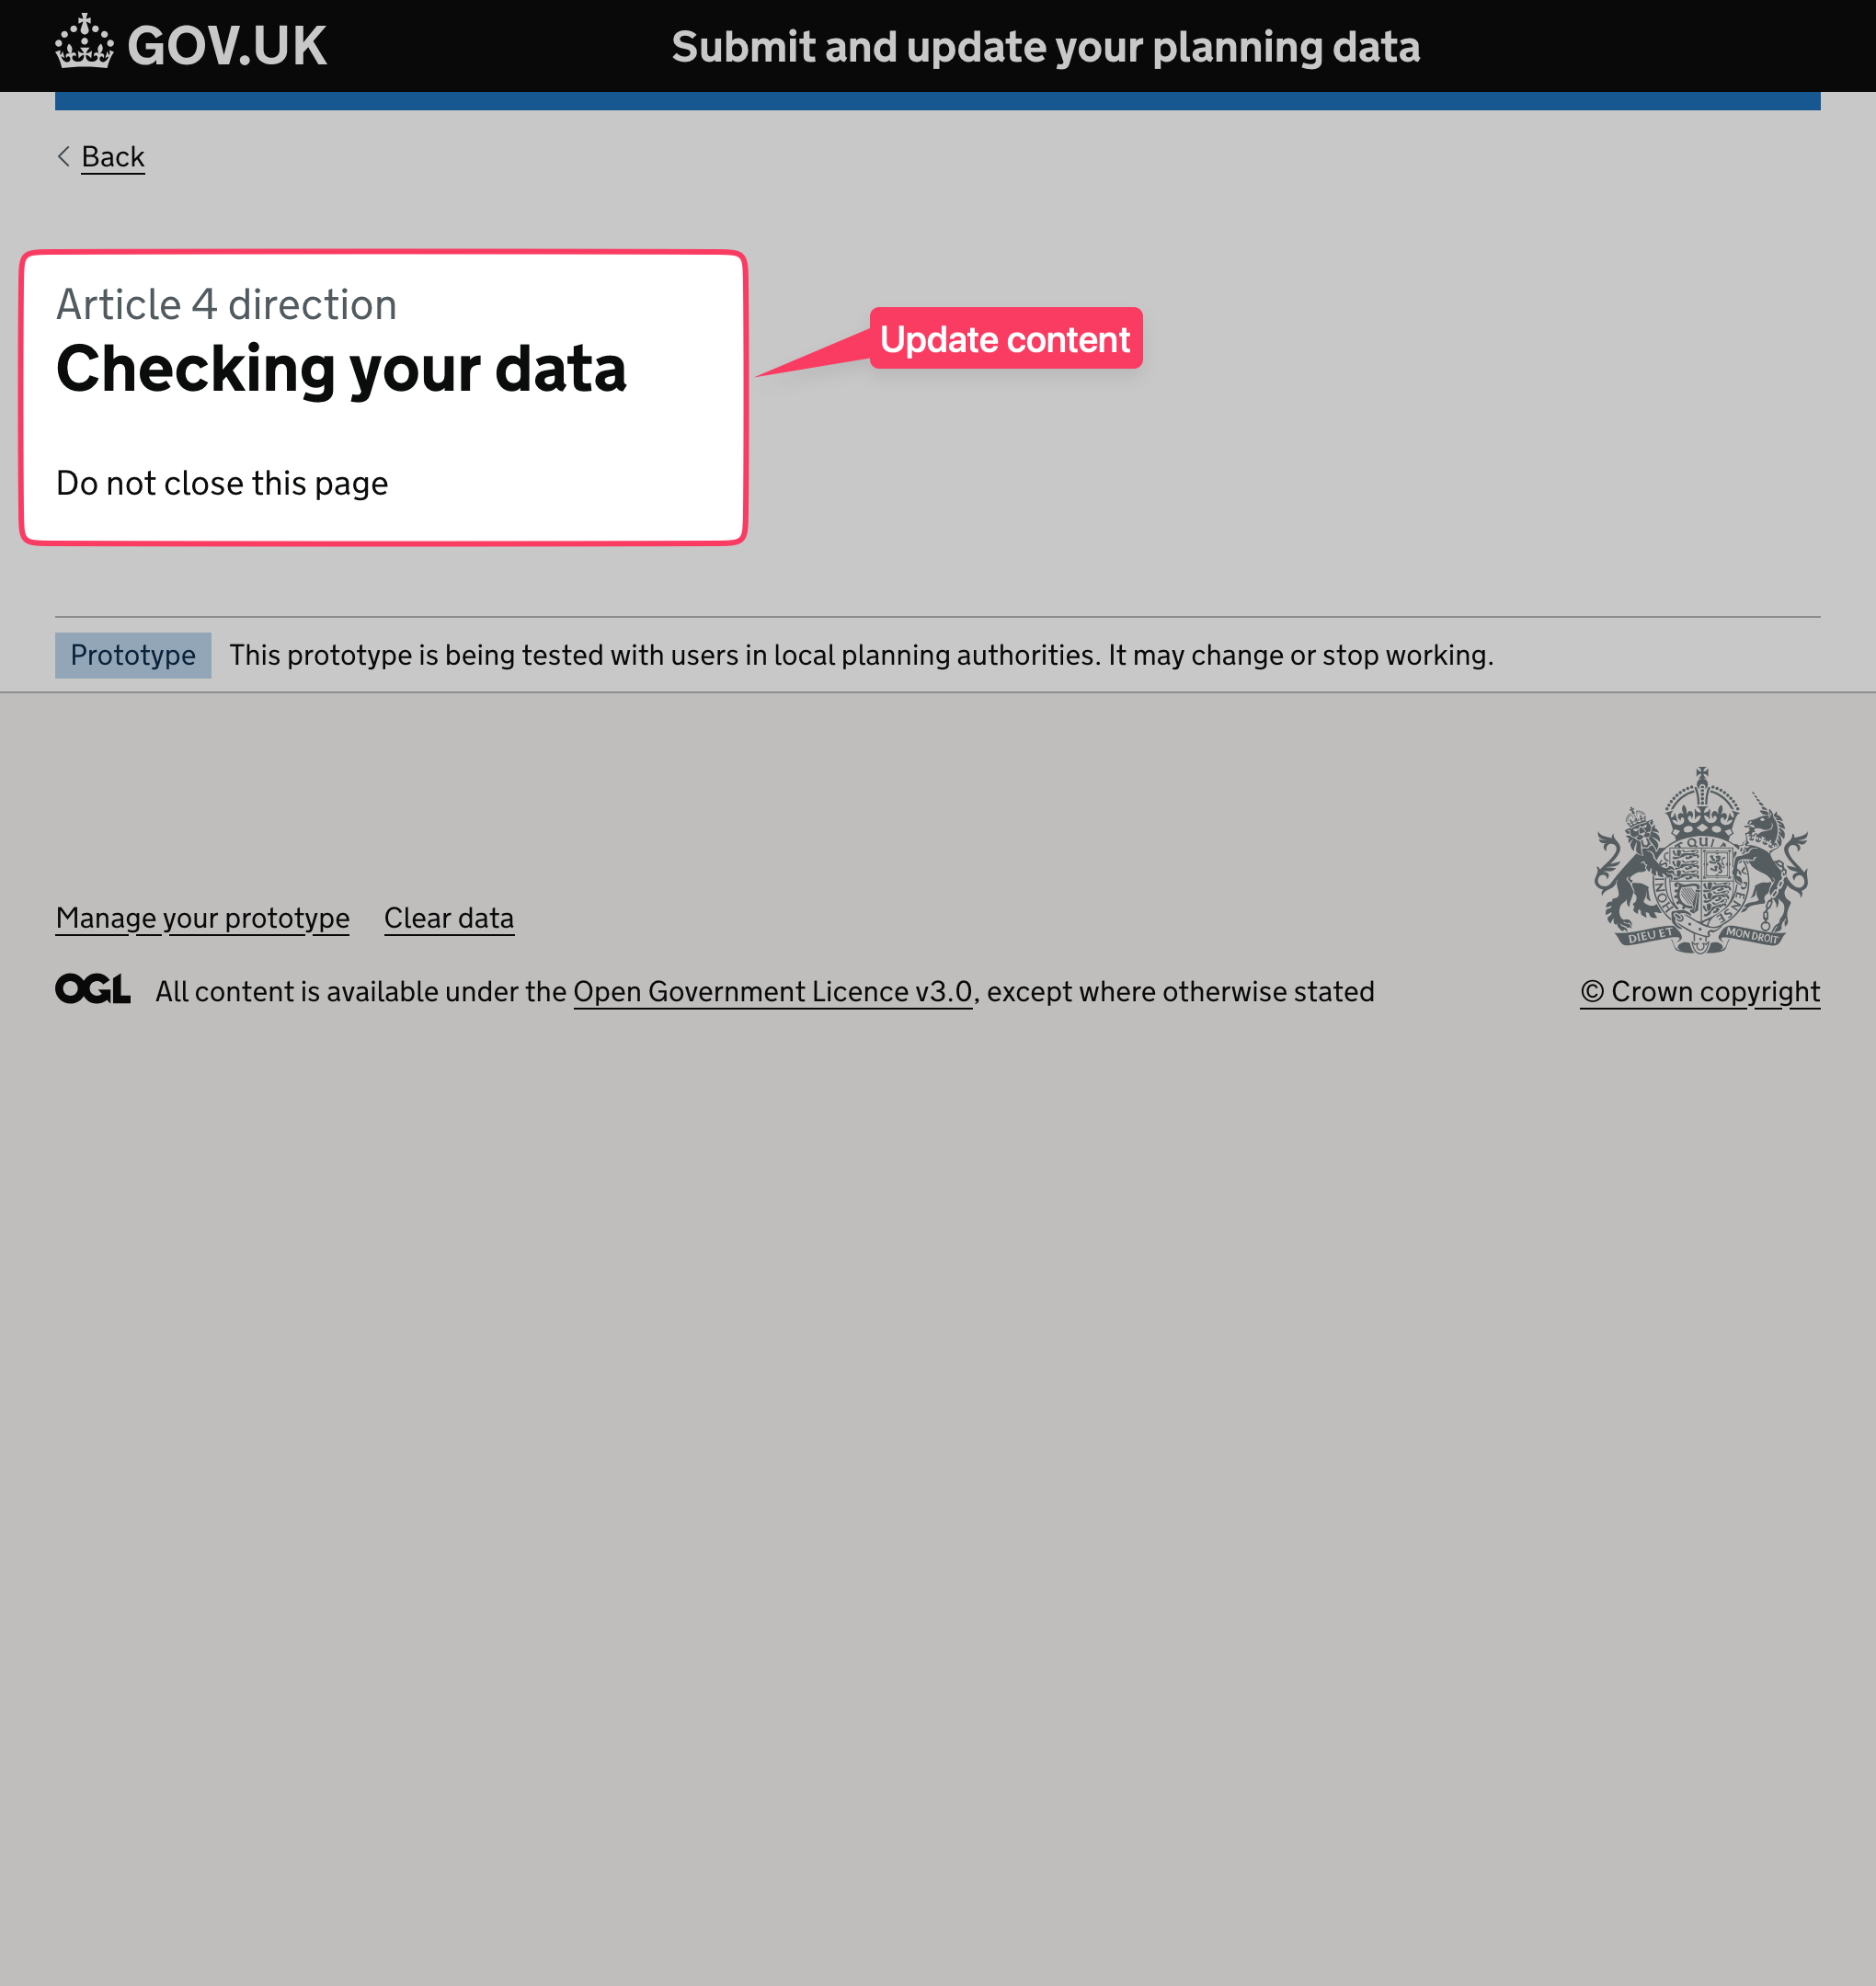 GOV.UK
Submit and update your planning data
Back
Article 4 direction
Checking your data
Update content
Do not close this page
Prototype This prototype is being tested with users in local planning authorities. It may change or stop working.
Manage your prototype Clear data
DIEU ET MON DROIT
OGL All content is available under the Open Government Licence v3.0, except where otherwise stated
© Crown copyright